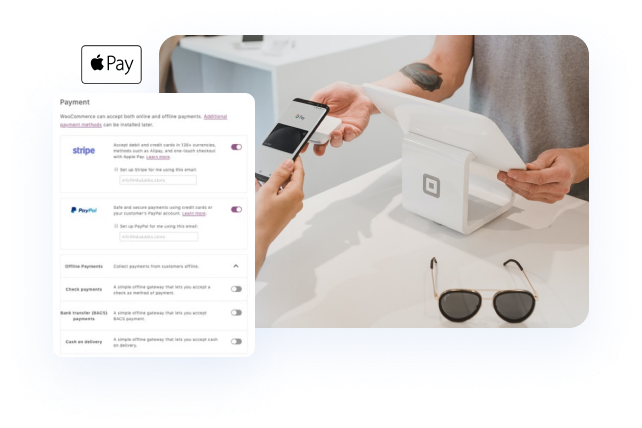 Pay
Payment
WooCommerce can accept both online and offline payments. Additional
payment methods can be installed later.
stripe
Accept debit and credit cards in 135+ currencies,
methods such as Alipay, and one-touch checkout
with Apple Pay. Learn more
Set up Stripe for me using this email:
PayPal
Safe and secure payments using credit cards or
your customer's PayPal account. Learn more
Set up PayPal for me using this email:
Offline Payments
Collect payments from customers offline.
Check payments
A simple offline gateway that lets you accept a
check as method of payment.
Bank transfer (BACS)
payments
A simple offline gateway that lets you accept
BACS payment.
Cash on delivery
A simple offline gateway that lets you accept cash
on delivery.
G Pay